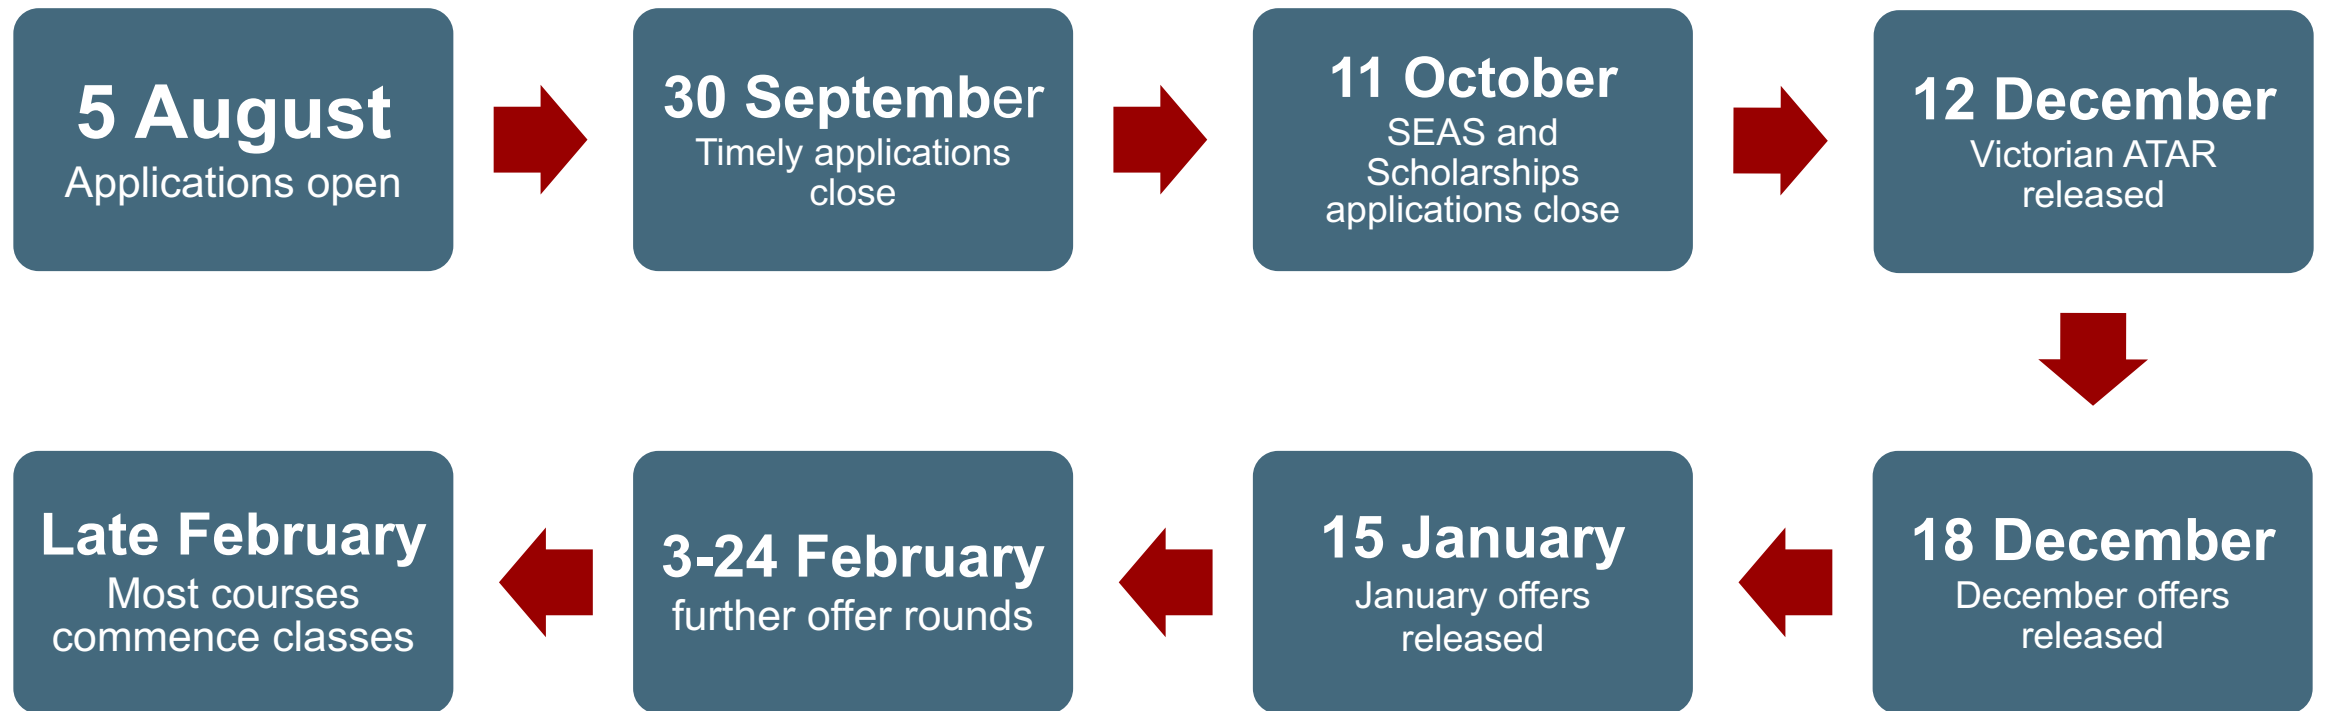 5 August
Applications open
30 September
Timely applications
close
11 October
SEAS and
Scholarships
applications close
12 December
Victorian ATAR
released
18 December
December offers
released
15 January
January offers
released
3-24 February
further offer rounds
Late February
Most courses
commence classes